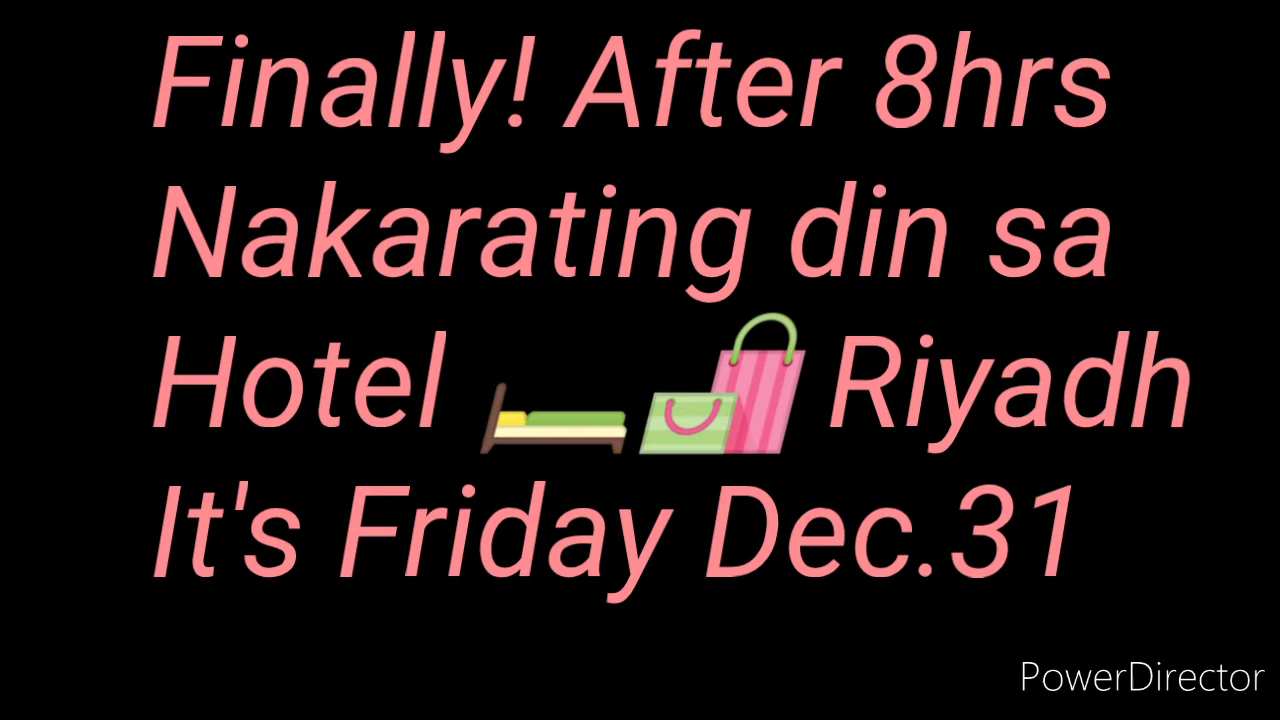 Finally! After 8hrs
Nakarating din sa
Hotel 🛏️🛍️ Riyadh
It's Friday Dec.31
PowerDirector